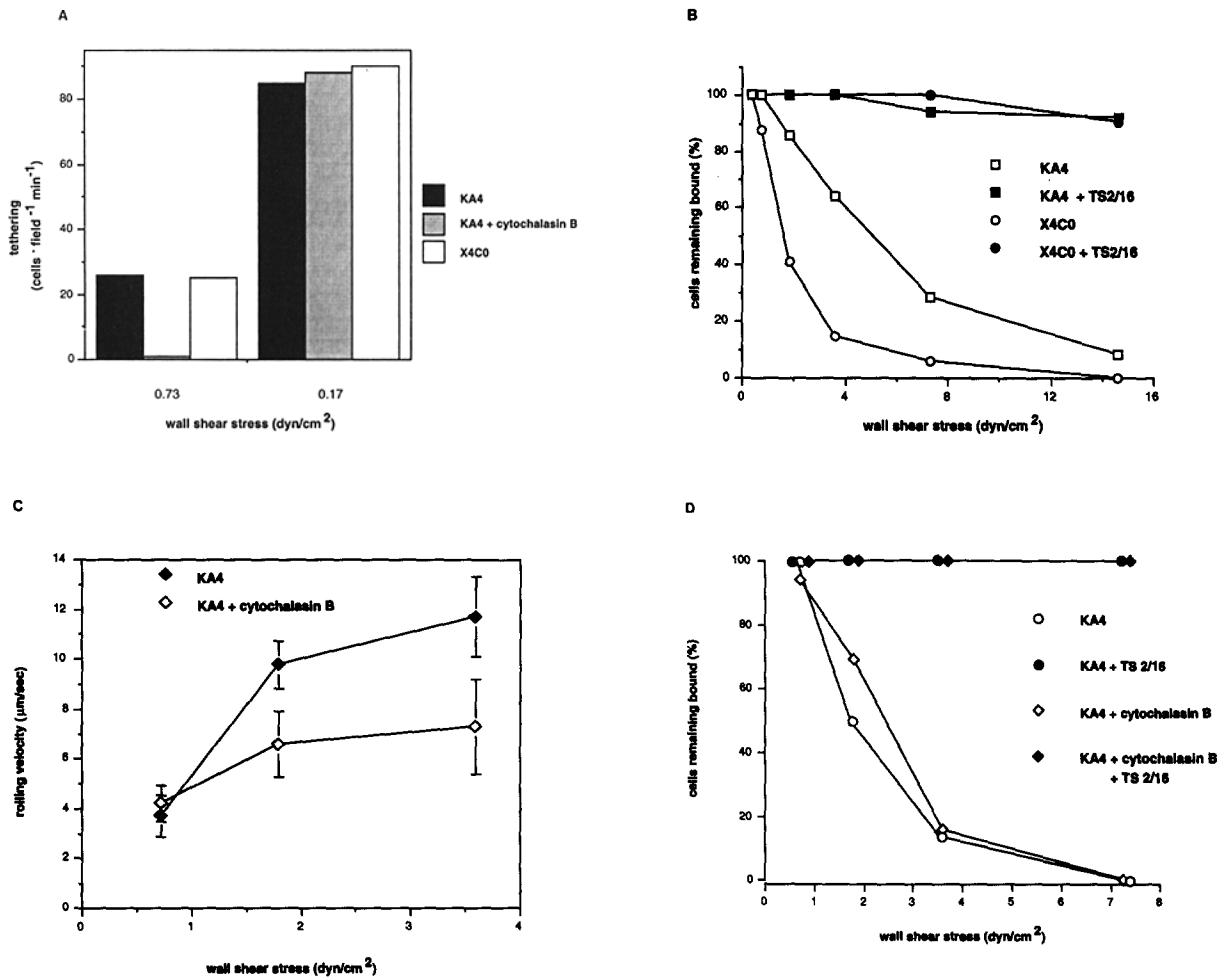 A
80
60
40
20
0
tethering
(cells · field -1 min-1)
0.73 0.17
wall shear stress (dyn/cm 2)
KA4
KA4 + cytochalasin B
X4C0
B
100
80
60
40
20
0
cells remaining bound (%)
0 4 8 12 16
wall shear stress (dyn/cm2)
KA4
KA4 + TS2/16
X4C0
X4C0 + TS2/16
C
14
12
10
8
6
4
2
0
rolling velocity (µm/sec)
0 1 2 3 4
wall shear stress (dyn/cm2)
KA4
KA4 + cytochalasin B
D
100
80
60
40
20
0
cells remaining bound (%)
0 1 2 3 4 5 6 7 8
wall shear stress (dyn/cm2)
KA4
KA4 + TS 2/16
KA4 + cytochalasin B
KA4 + cytochalasin B
+ TS 2/16